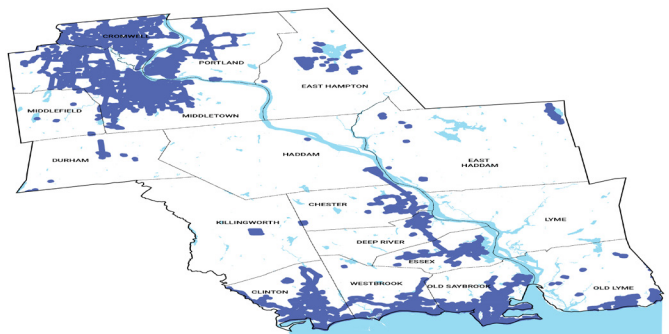 CROMWELL
PORTLAND
EAST HAMPTON
MIDDLEFIELD
MIDDLETOWN
DURHAM
HADDAM
EAST
HADDAM
CHESTER
KILLINGWORTH
LYME
DEEP RIVER
ESSEX
WESTBROOK
OLD SAYBROOK
OLD LYME
CLINTON